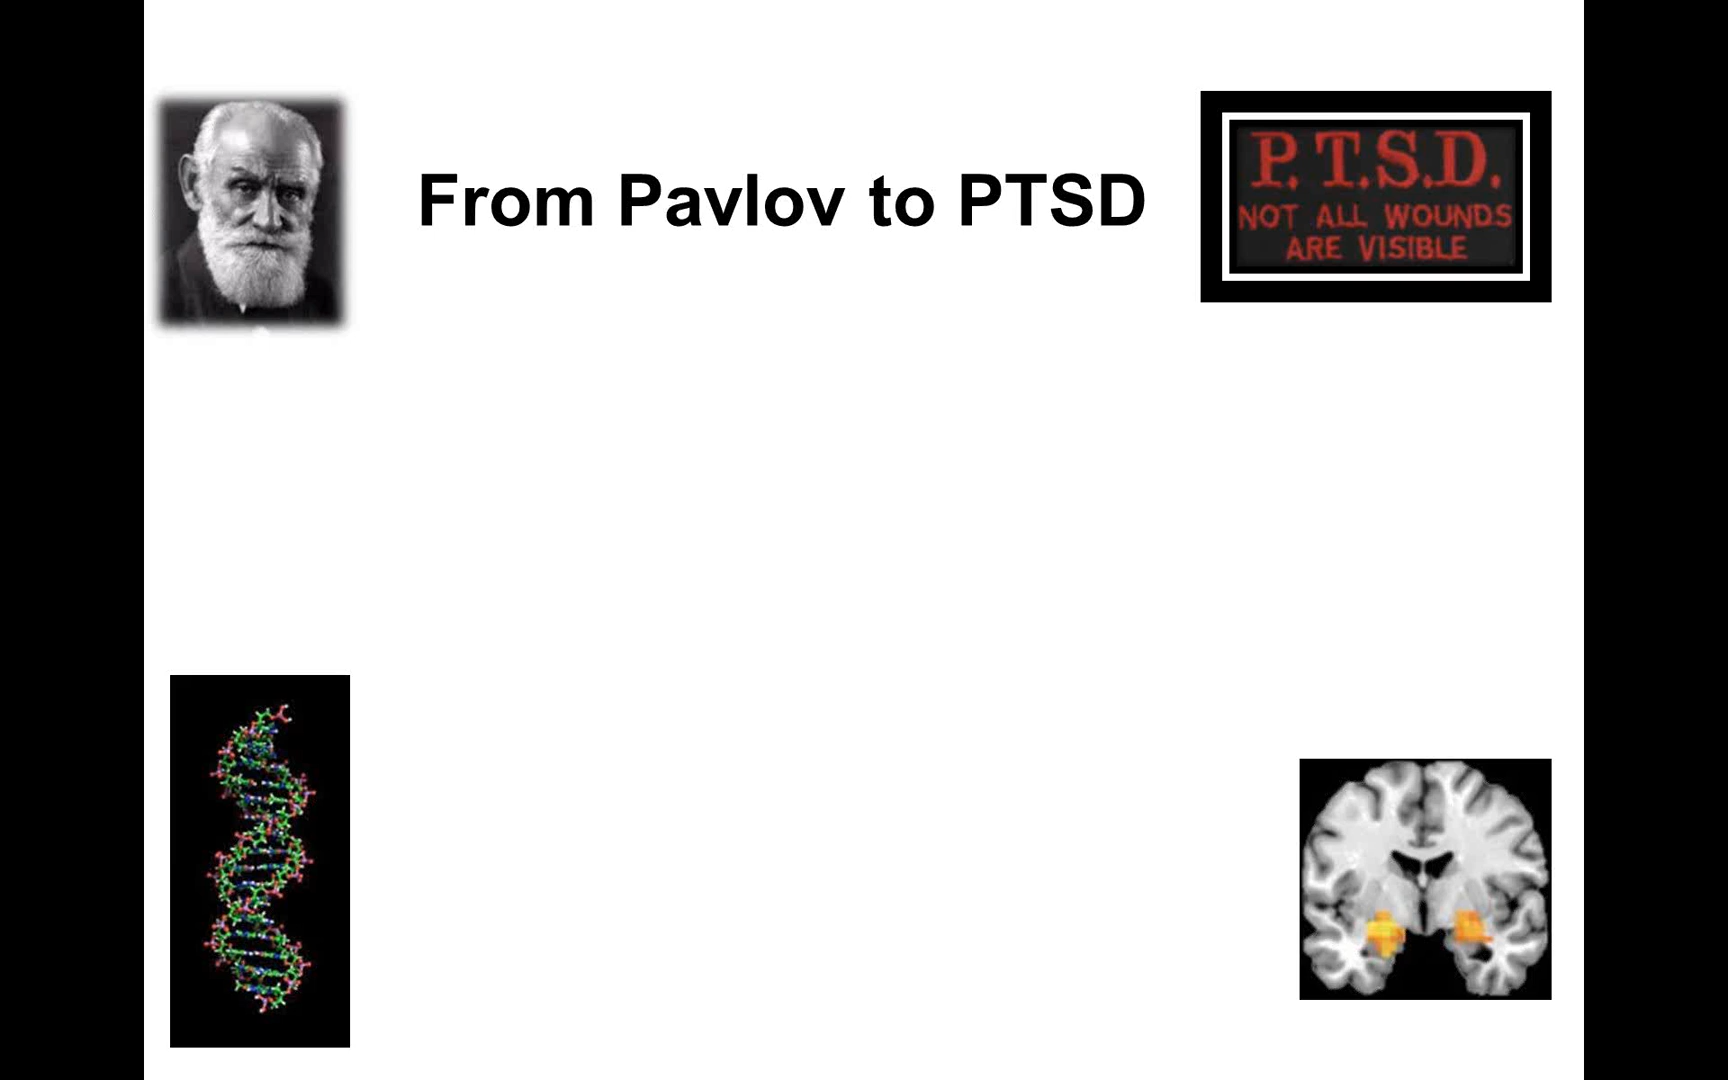 From Pavlov to PTSD
P.T.S.D.
NOT ALL WOUNDS
ARE VISIBLE